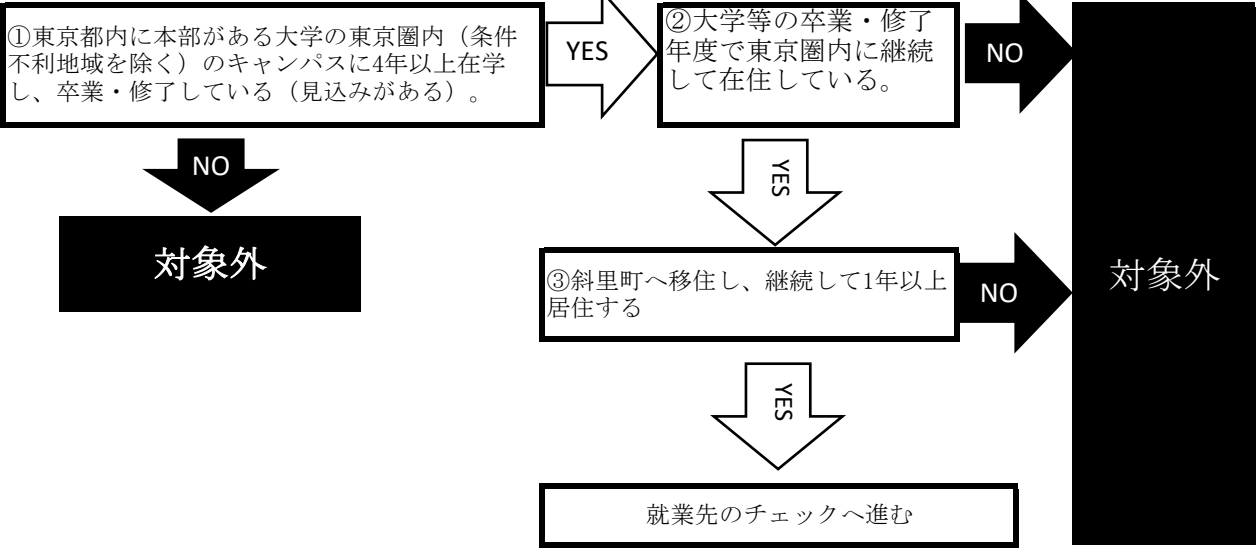 ①東京都内に本部がある大学の東京圏内（条件
不利地域を除く）のキャンパスに4年以上在学
し、卒業・修了している（見込みがある）。
YES
②大学等の卒業・修了
年度で東京圏内に継続
して在住している。
NO
NO
対象外
YES
③斜里町へ移住し、継続して1年以上
居住する
NO
対象外
YES
就業先のチェックへ進む